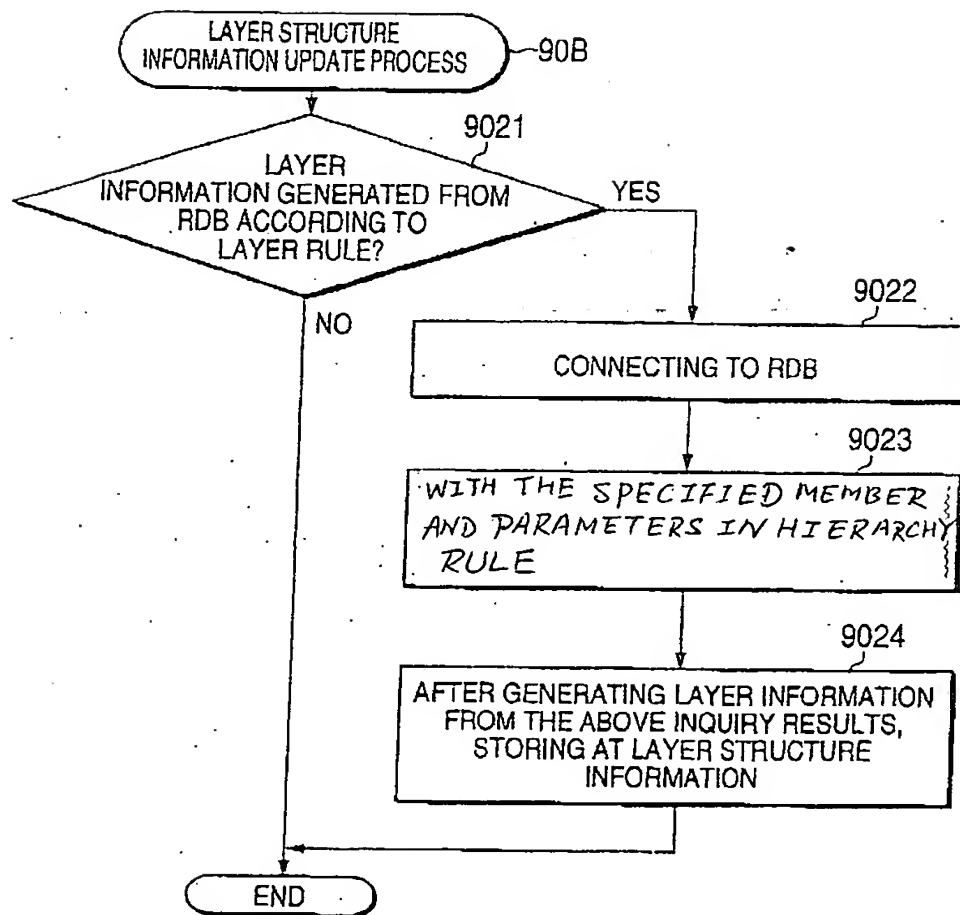 LAYER STRUCTURE
INFORMATION UPDATE PROCESS
90B
9021
LAYER
INFORMATION GENERATED FROM
RDB ACCORDING TO
LAYER RULE?
YES
NO
9022
CONNECTING TO RDB
9023
WITH THE SPECIFIED MEMBER
AND PARAMETERS IN HIERARCHY
RULE
9024
AFTER GENERATING LAYER INFORMATION
FROM THE ABOVE INQUIRY RESULTS,
STORING AT LAYER STRUCTURE
INFORMATION
END